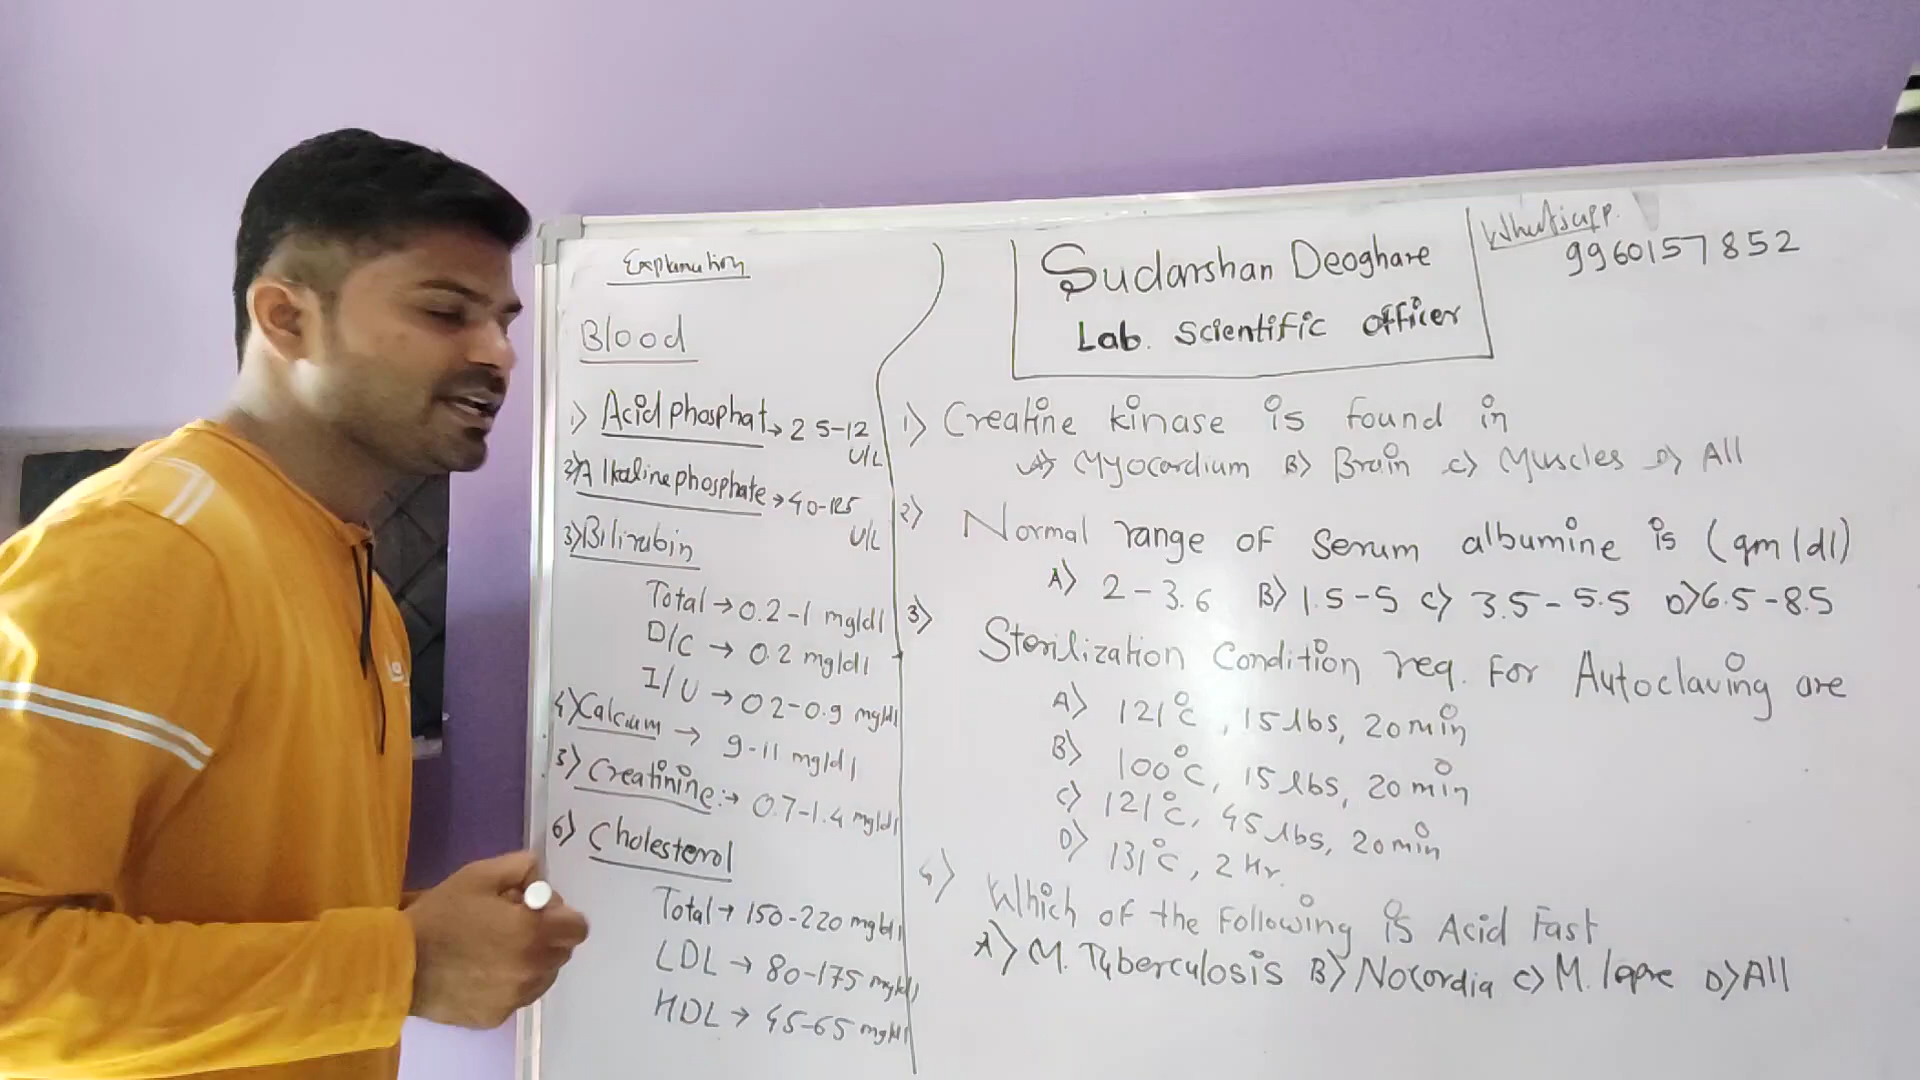 Explanation
Blood
1) Acid phosphat → 2 5-12
U/L
2) Alkaline phosphate → 40-125
U/L
3) Bilirubin
Total → 0.2-1 mg/dl
D/C → 0.2 mg/dl
I/U → 0 2-0.9 mg/dl
4) Calcium → 9-11 mg/dl
5) Creatinine:→ 0.7-1.4 mg/dl
6) Cholesterol
Total → 150-220 mg/dl
LDL → 80-175 mg/dl
HDL → 45-65 mg/dl
Sudarshan Deoghare
Lab. Scientific officer
Whatsapp.
9960157852
1) Creatine kinase is found in
A) Myocardium B) Brain C) Muscles D) All
2) Normal range of Serum albumine is (gm/dl)
A) 2-3.6 B) 1.5-5 C) 3.5-5.5 D) 6.5-8.5
3) Sterilization Condition req. For Autoclaving are
A) 121°C, 15 lbs, 20 min
B) 100°C, 15 lbs, 20 min
C) 121°C, 45 lbs, 20 min
D) 131°C, 2 Hr.
4) Which of the Following is Acid Fast
A) M. Tyberculosis B) Nocordia C) M. lapre D) All